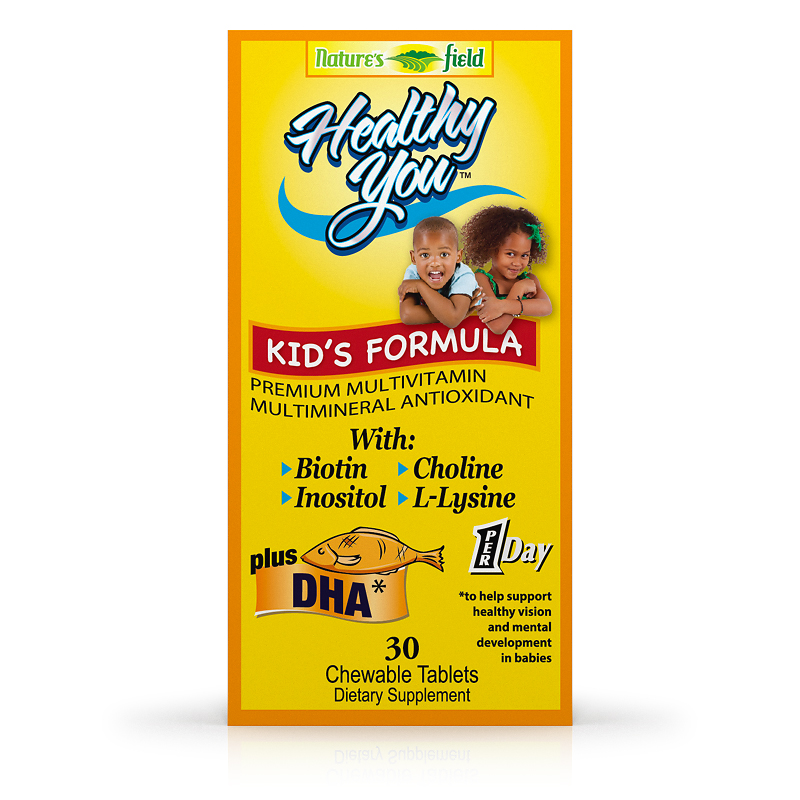 Nature's field
Healthy
You™
KID'S FORMULA
PREMIUM MULTIVITAMIN
MULTIMINERAL ANTIOXIDANT
With:
Biotin Choline
Inositol L-Lysine
plus
DHA*
1 PER Day
*to help support
healthy vision
and mental
development
in babies
30
Chewable Tablets
Dietary Supplement